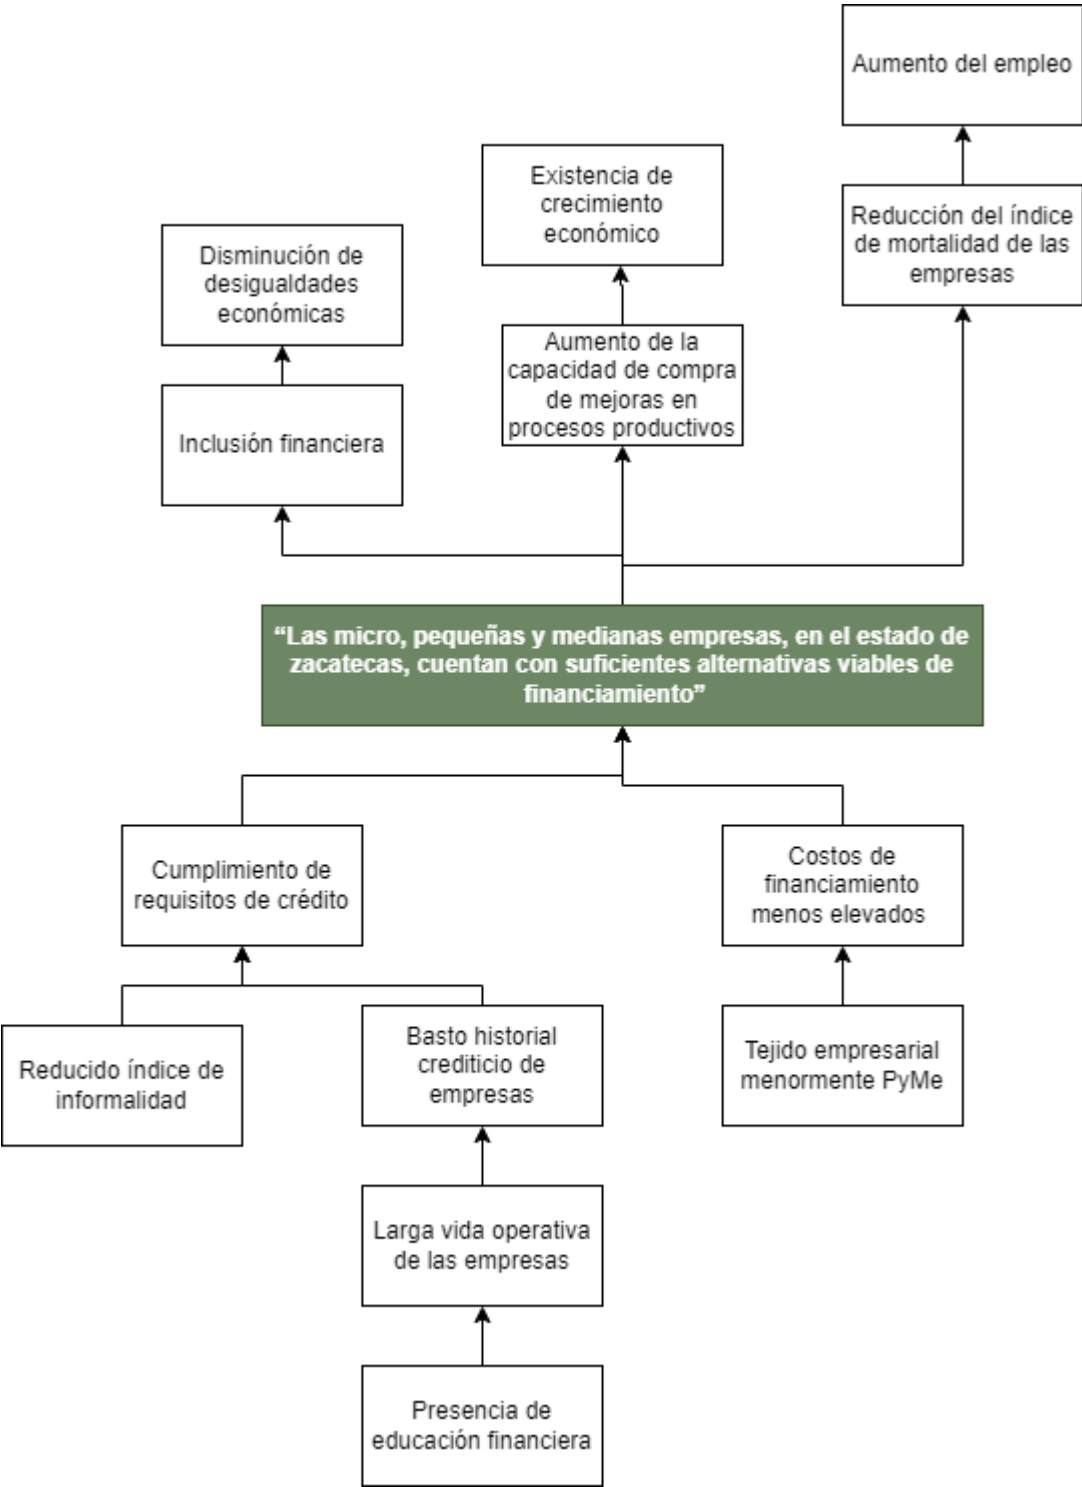 Aumento del empleo
Existencia de
crecimiento
económico
Reducción del índice
de mortalidad de las
empresas
Disminución de
desigualdades
económicas
Aumento de la
capacidad de compra
de mejoras en
procesos productivos
Inclusión financiera
“Las micro, pequeñas y medianas empresas, en el estado de
zacatecas, cuentan con suficientes alternativas viables de
financiamiento”
Cumplimiento de
requisitos de crédito
Costos de
financiamiento
menos elevados
Reducido índice de
informalidad
Basto historial
crediticio de
empresas
Tejido empresarial
menormente PyMe
Larga vida operativa
de las empresas
Presencia de
educación financiera